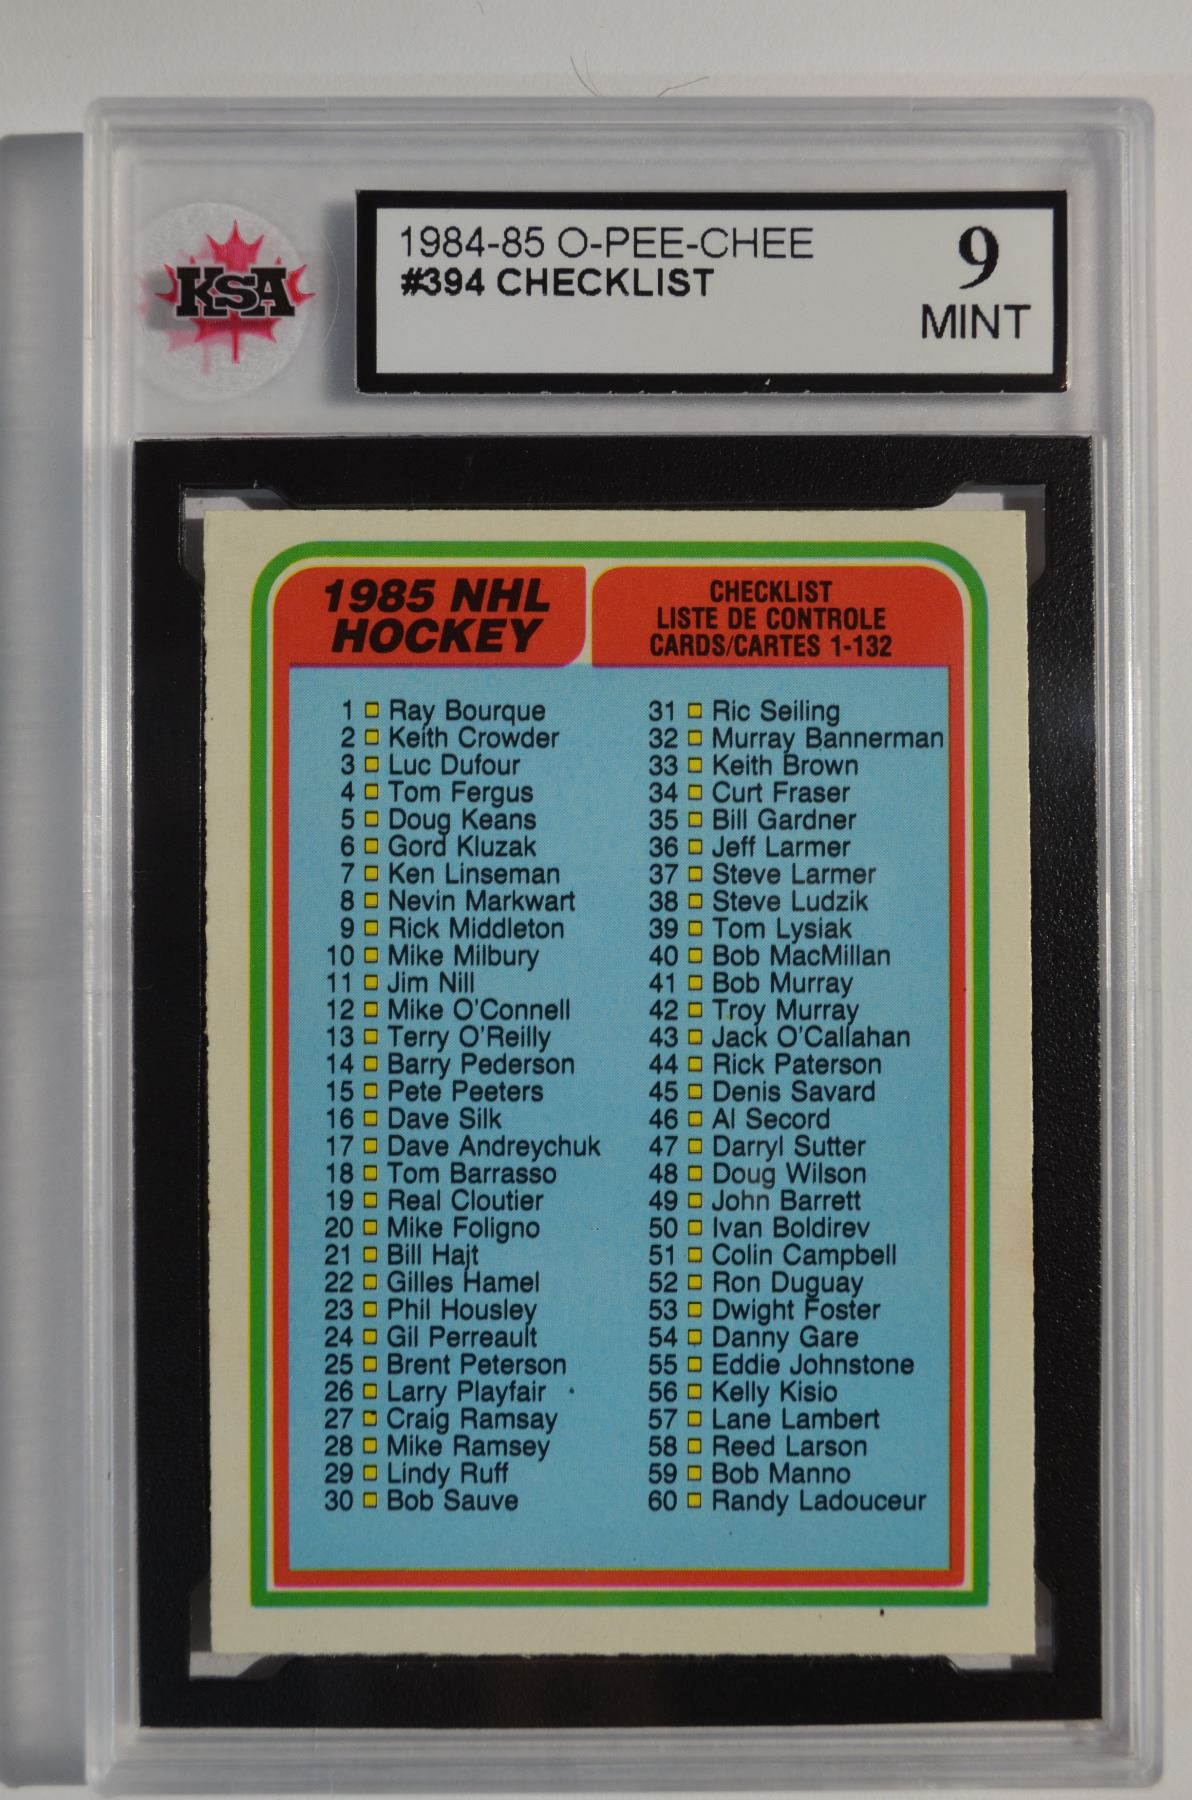 KSA
1984-85 O-PEE-CHEE
#394 CHECKLIST
9
MINT
1985 NHL
HOCKEY
CHECKLIST
LISTE DE CONTROLE
CARDS/CARTES 1-132
1 Ray Bourque
2 Keith Crowder
3 Luc Dufour
4 Tom Fergus
5 Doug Keans
6 Gord Kluzak
7 Ken Linseman
8 Nevin Markwart
9 Rick Middleton
10 Mike Milbury
11 Jim Nill
12 Mike O'Connell
13 Terry O'Reilly
14 Barry Pederson
15 Pete Peeters
16 Dave Silk
17 Dave Andreychuk
18 Tom Barrasso
19 Real Cloutier
20 Mike Foligno
21 Bill Hajt
22 Gilles Hamel
23 Phil Housley
24 Gil Perreault
25 Brent Peterson
26 Larry Playfair
27 Craig Ramsay
28 Mike Ramsey
29 Lindy Ruff
30 Bob Sauve
31 Ric Seiling
32 Murray Bannerman
33 Keith Brown
34 Curt Fraser
35 Bill Gardner
36 Jeff Larmer
37 Steve Larmer
38 Steve Ludzik
39 Tom Lysiak
40 Bob MacMillan
41 Bob Murray
42 Troy Murray
43 Jack O'Callahan
44 Rick Paterson
45 Denis Savard
46 Al Secord
47 Darryl Sutter
48 Doug Wilson
49 John Barrett
50 Ivan Boldirev
51 Colin Campbell
52 Ron Duguay
53 Dwight Foster
54 Danny Gare
55 Eddie Johnstone
56 Kelly Kisio
57 Lane Lambert
58 Reed Larson
59 Bob Manno
60 Randy Ladouceur